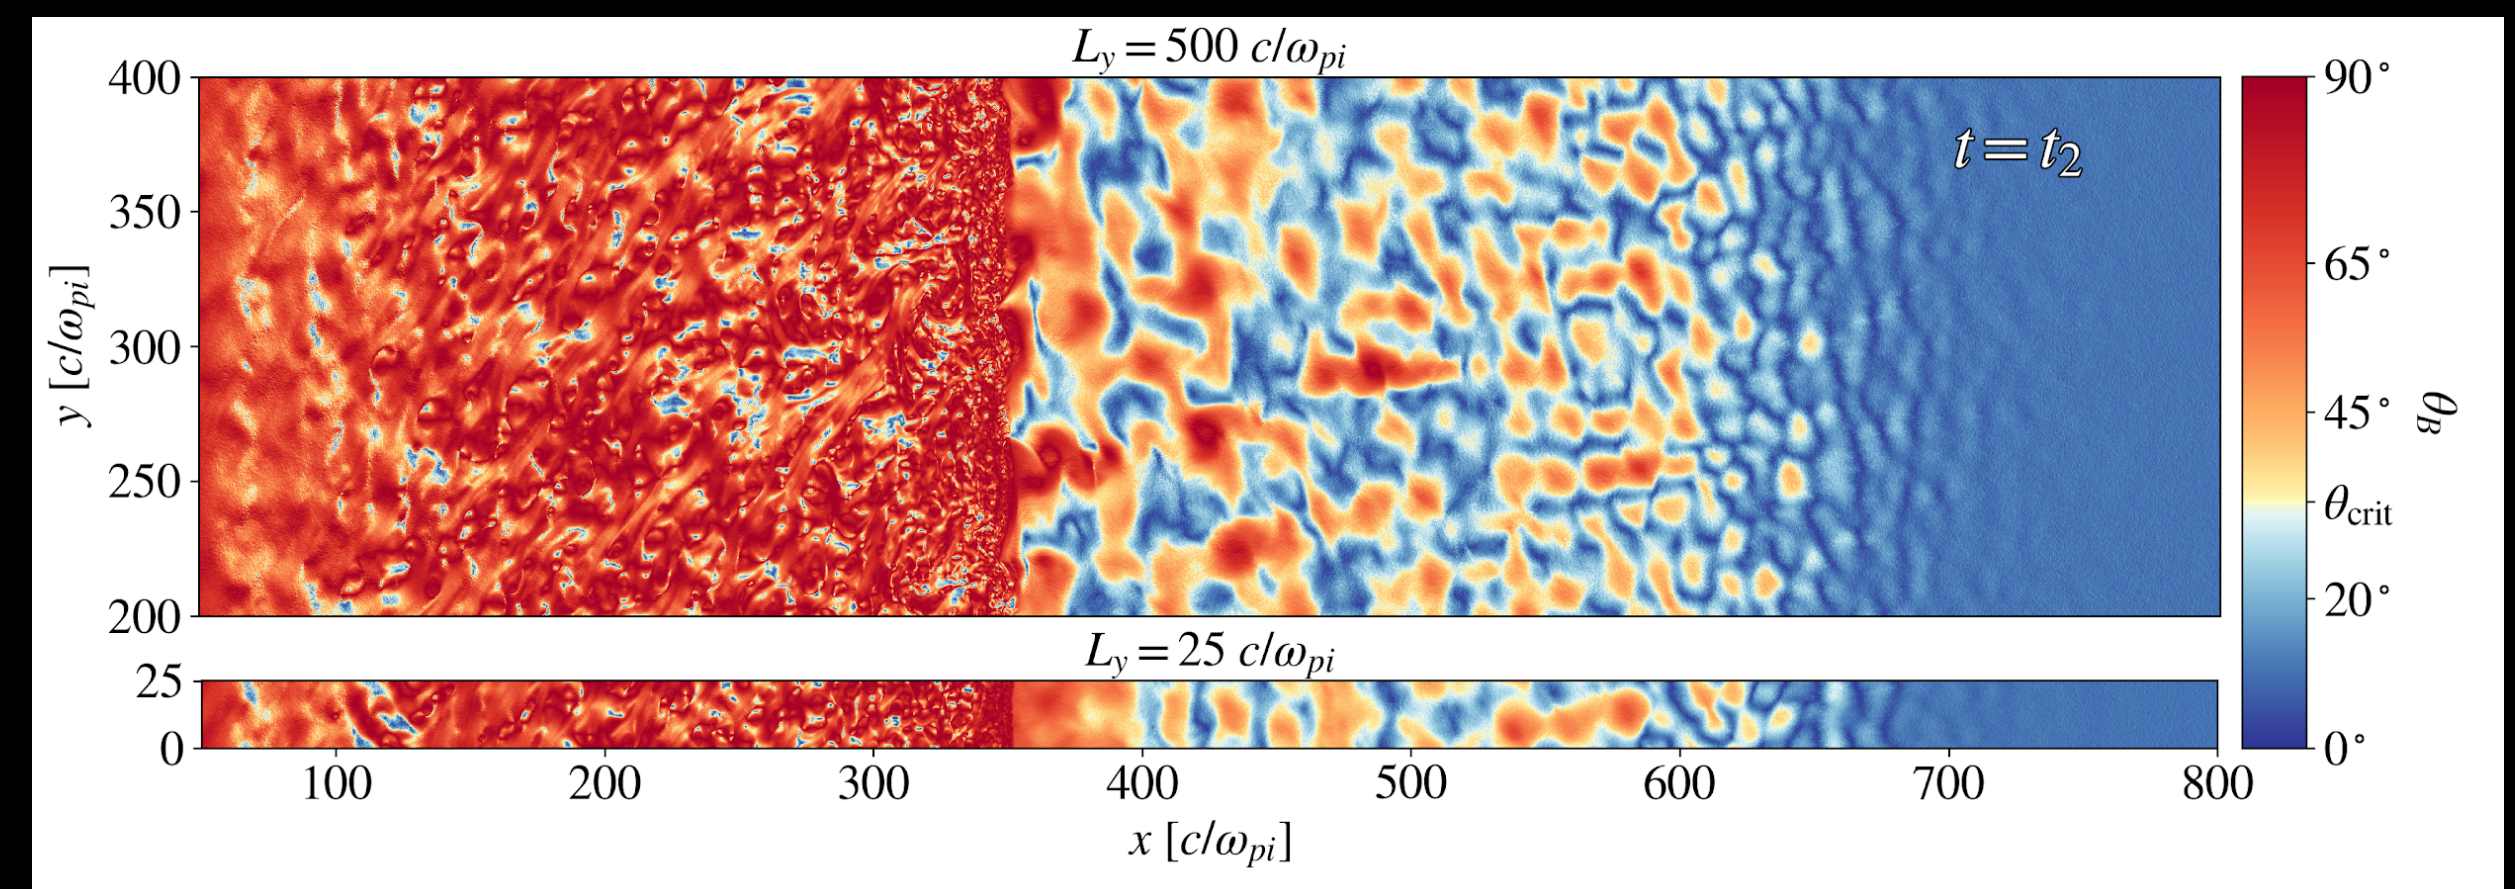 L_y = 500 c/ω_pi
400
350
300
250
200
y [c/ω_pi]
t = t_2
90°
65°
45°
θ_crit
20°
0°
θ_B
L_y = 25 c/ω_pi
25
0
100 200 300 400 500 600 700 800
x [c/ω_pi]